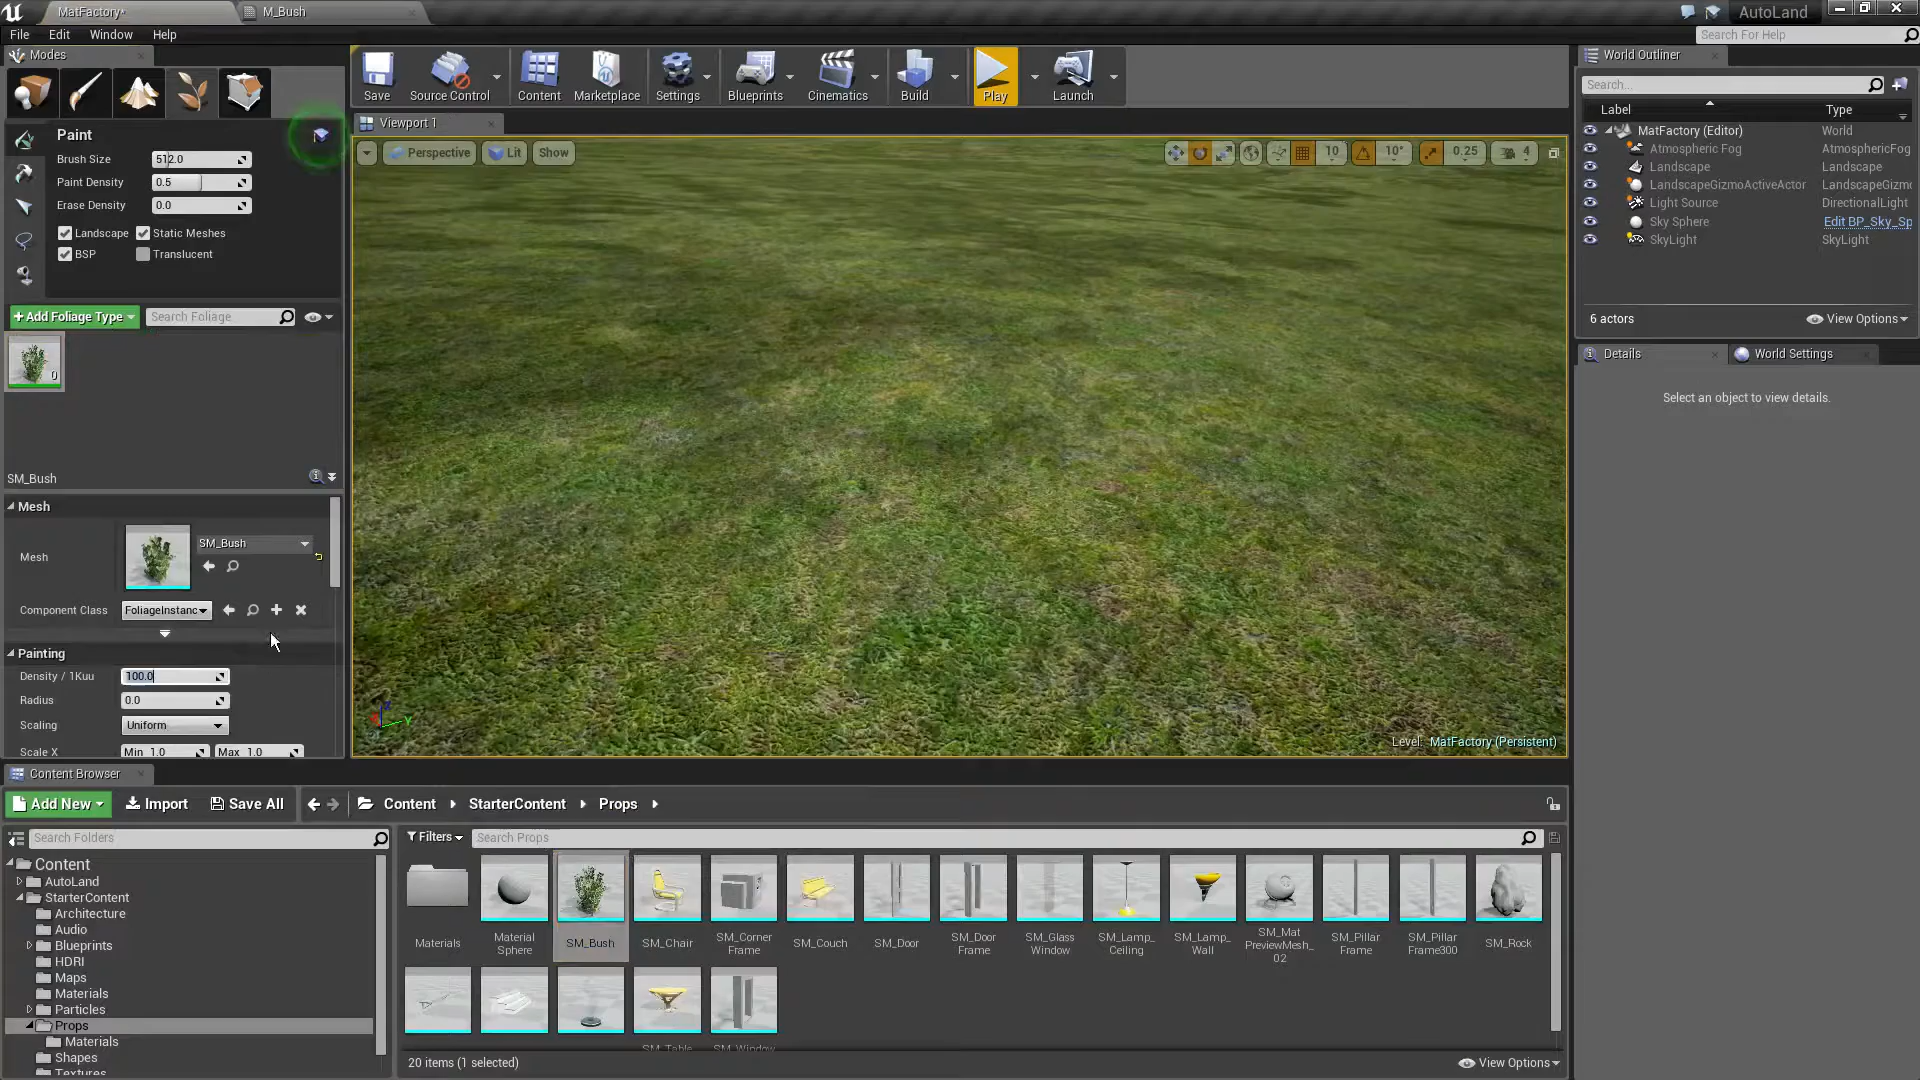 MatFactory*
M_Bush
AutoLand
File
Edit
Window
Help
Search For Help
Modes
Save
Source Control
Content
Marketplace
Settings
Blueprints
Cinematics
Build
Play
Launch
World Outliner
Search...
Label
Type
MatFactory (Editor)
World
Atmospheric Fog
AtmosphericFog
Landscape
Landscape
LandscapeGizmoActiveActor
LandscapeGizmo
Light Source
DirectionalLight
Sky Sphere
Edit BP_Sky_Sp
SkyLight
SkyLight
6 actors
View Options
Details
World Settings
Select an object to view details.
Paint
Brush Size
512.0
Paint Density
0.5
Erase Density
0.0
Landscape
Static Meshes
BSP
Translucent
Add Foliage Type
Search Foliage
0
SM_Bush
Mesh
Mesh
SM_Bush
Component Class
FoliageInstanc
Painting
Density / 1Kuu
100.0
Radius
0.0
Scaling
Uniform
Scale X
Min 1.0
Max 1.0
Viewport 1
Perspective
Lit
Show
10
10°
0.25
4
X
Y
Z
Level: MatFactory (Persistent)
Content Browser
Add New
Import
Save All
Content
StarterContent
Props
Search Folders
Filters
Search Props
Content
AutoLand
StarterContent
Architecture
Audio
Blueprints
HDRI
Maps
Materials
Particles
Props
Materials
Shapes
Textures
Materials
Material
Sphere
SM_Bush
SM_Chair
SM_Corner
Frame
SM_Couch
SM_Door
SM_Door
Frame
SM_Glass
Window
SM_Lamp_
Ceiling
SM_Lamp_
Wall
SM_Mat
PreviewMesh_
02
SM_Pillar
Frame
SM_Pillar
Frame300
SM_Rock
SM_Table
SM_Window
20 items (1 selected)
View Options